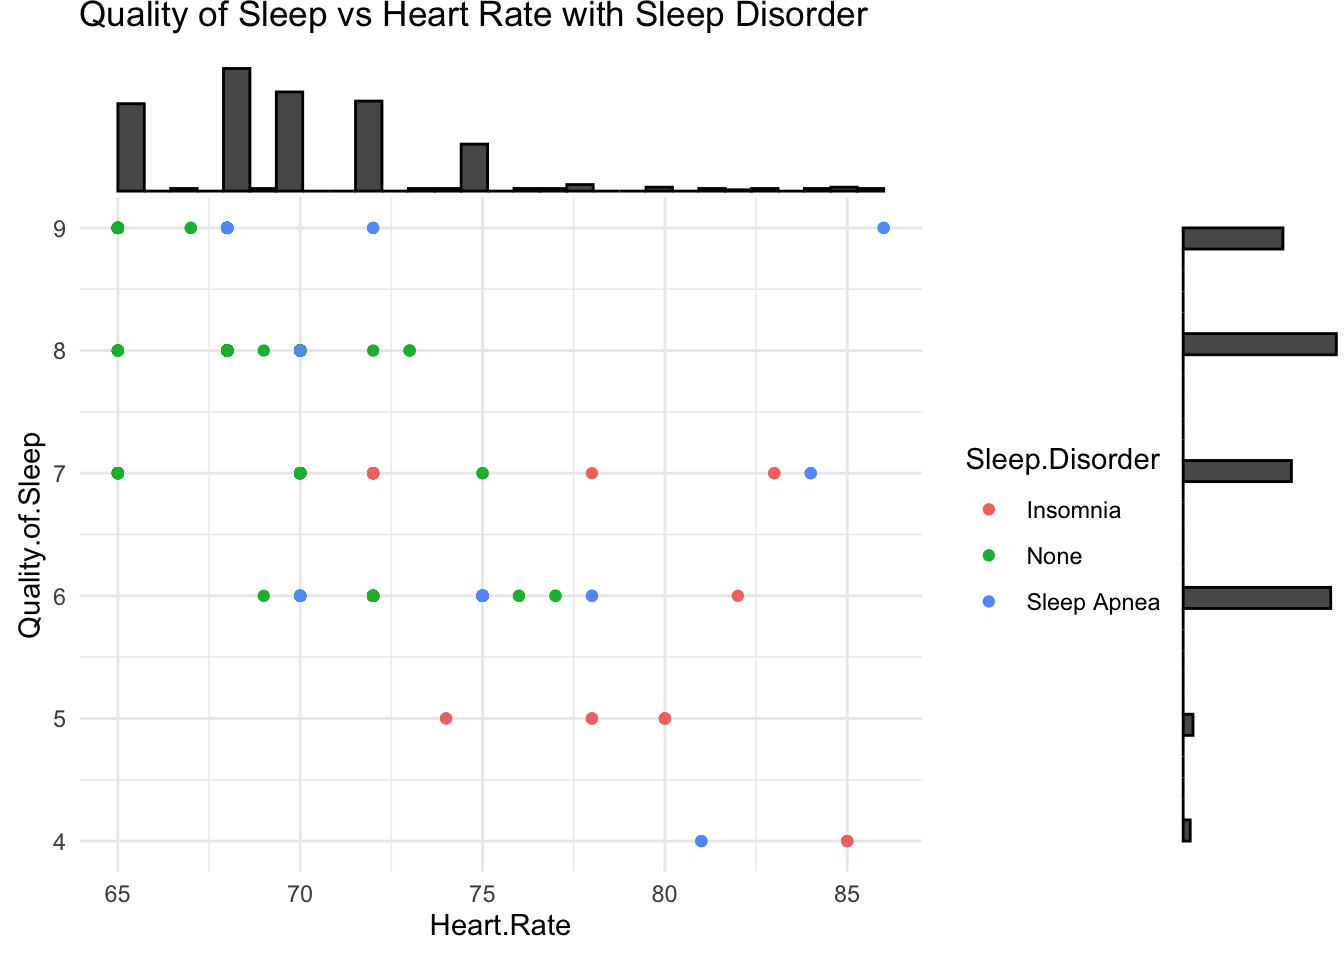 Quality of Sleep vs Heart Rate with Sleep Disorder
9
8
7
6
5
4
Quality.of.Sleep
65 70 75 80 85
Heart.Rate
Sleep.Disorder
Insomnia
None
Sleep Apnea